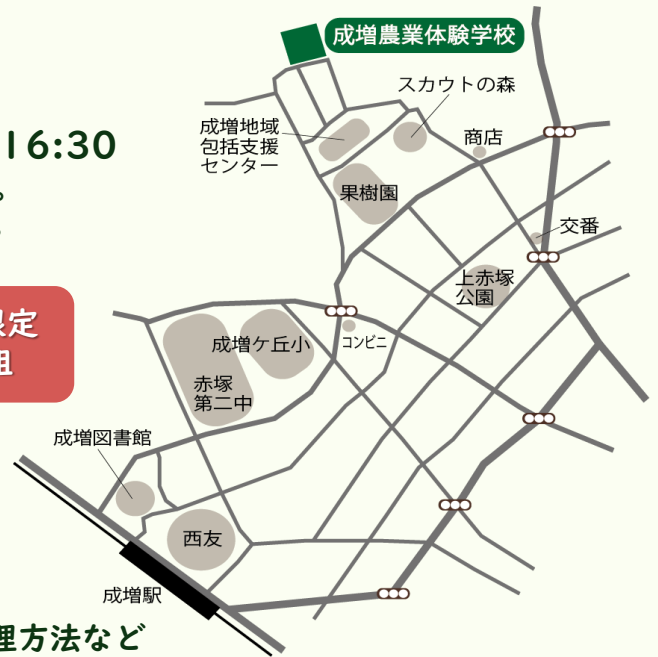 成増農業体験学校
スカウトの森
成増地域
包括支援
センター
商店
16:30
果樹園
交番
上赤塚
公園
限定
組
成増ケ丘小
コンビニ
赤塚
第二中
成増図書館
西友
成増駅
理方法など